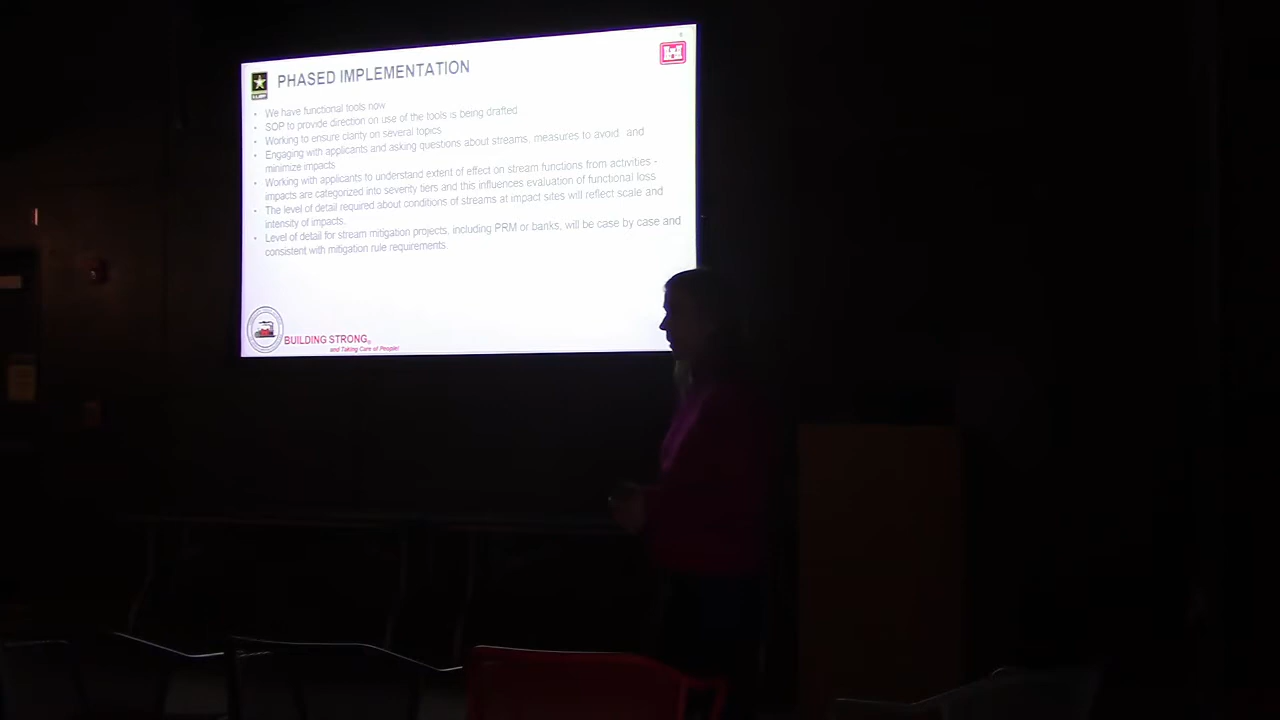 PHASED IMPLEMENTATION
• We have functional tools now
• SOP to provide direction on use of the tools is being drafted
• Working to ensure clarity on several topics
• Engaging with applicants and asking questions about streams, measures to avoid and
minimize impacts
• Working with applicants to understand extent of effect on stream functions from activities -
impacts are categorized into severity tiers and this influences evaluation of functional loss
• The level of detail required about conditions of streams at impact sites will reflect scale and
intensity of impacts.
• Level of detail for stream mitigation projects, including PRM or banks, will be case by case and
consistent with mitigation rule requirements.
BUILDING STRONG®
and Taking Care of People!